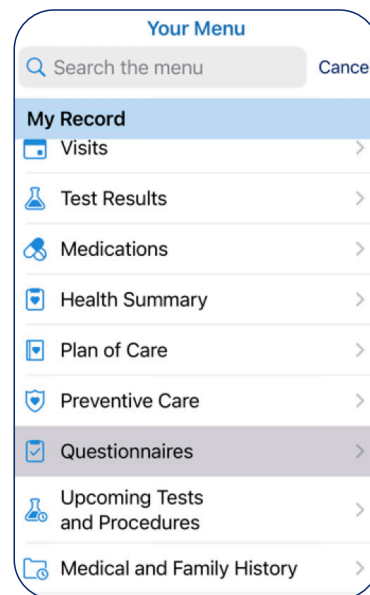 Your Menu
Search the menu Cance
My Record
Visits
Test Results
Medications
Health Summary
Plan of Care
Preventive Care
Questionnaires
Upcoming Tests
and Procedures
Medical and Family History